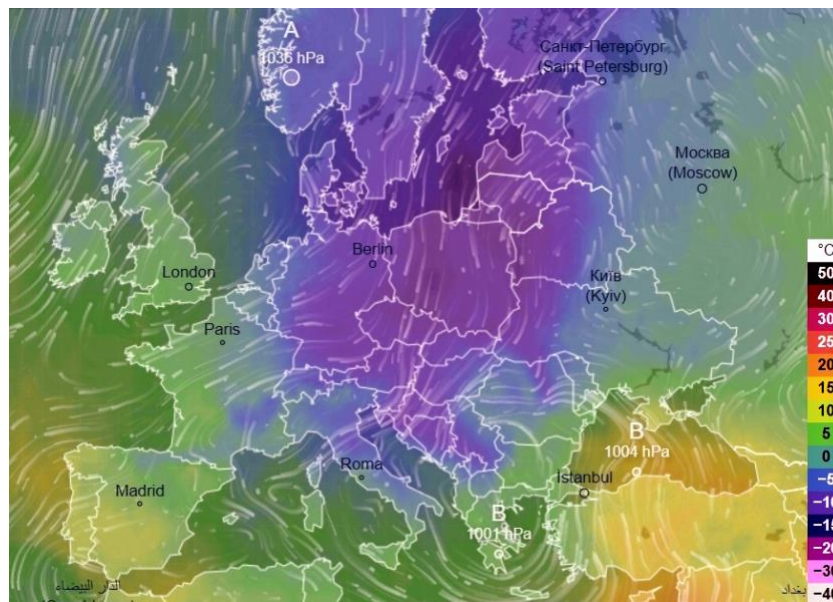 A
1036 hPa
Санкт-Петербург
(Saint Petersburg)
Москва
(Moscow)
Berlin
London
Київ
(Kyiv)
Paris
B
1004 hPa
Roma
İstanbul
Madrid
B
1001 hPa
الدار البيضاء
بغداد
°C
50
40
30
25
20
15
10
5
0
−5
−10
−15
−20
−30
−40